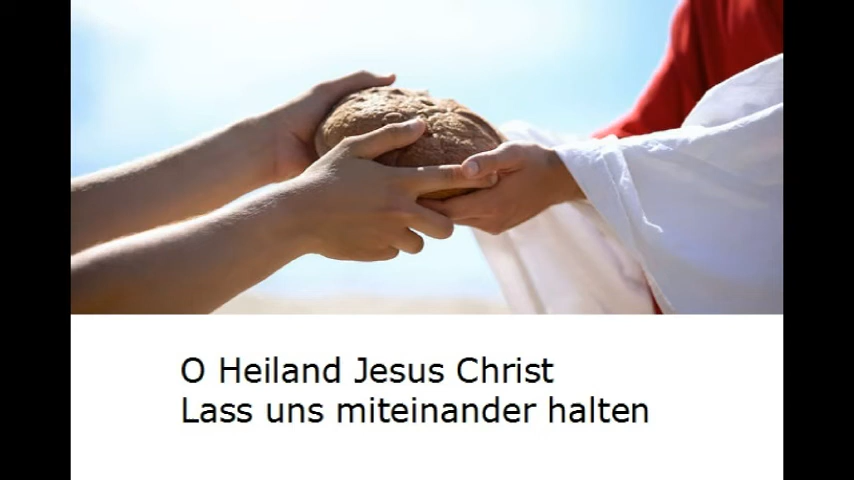 O Heiland Jesus Christ
Lass uns miteinander halten